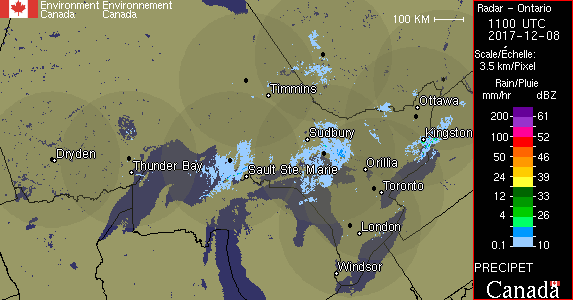 Environment Environnement
Canada Canada
100 KM
Timmins
Ottawa
Sudbury
Kingston
Dryden
Thunder Bay
Sault Ste. Marie
Orillia
Toronto
London
Windsor
Radar - Ontario
1100 UTC
2017-12-08
Scale/Échelle:
3.5 km/Pixel
Rain/Pluie
mm/hr dBZ
200 61
100 52
50 46
24 39
12 33
4 26
1 18
0.1 10
PRECIPET
Canada